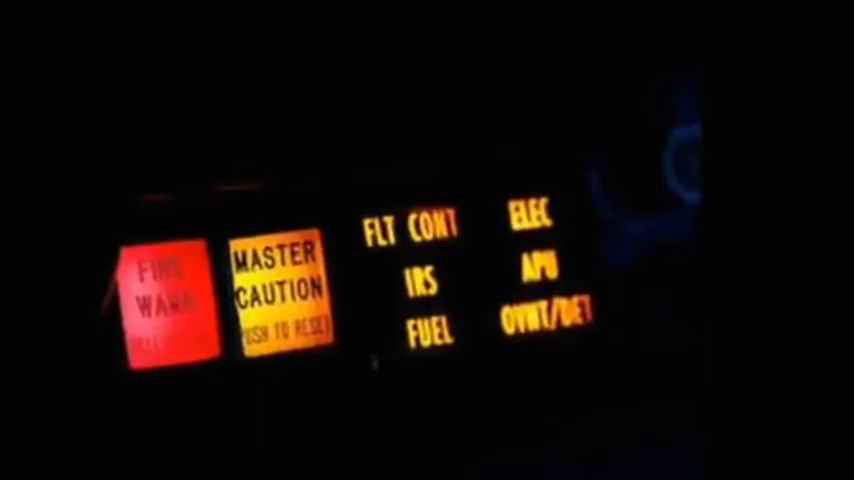 FIRE
WARN
MASTER
CAUTION
PUSH TO RESET
FLT CONT
IRS
FUEL
ELEC
APU
OVHT/DET